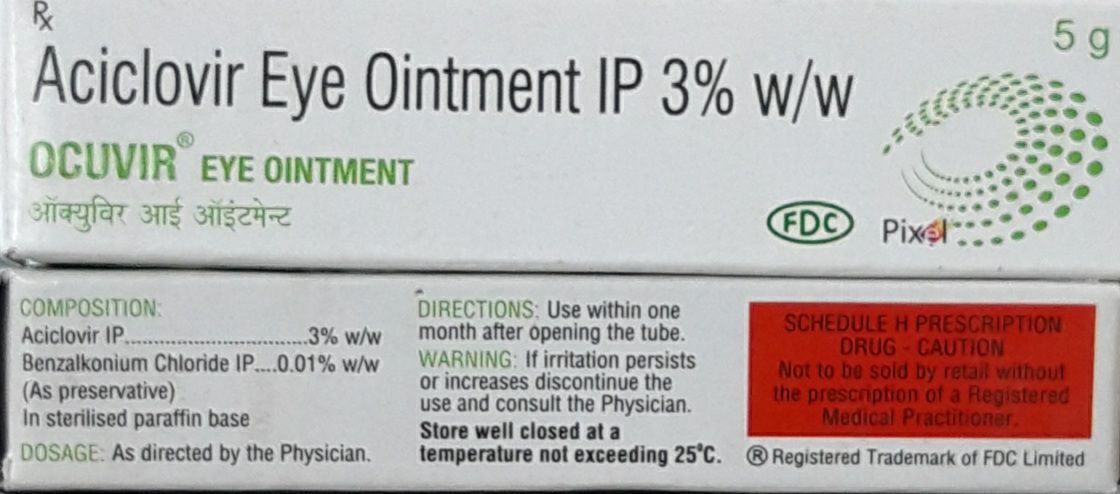 Rx
5 g
Aciclovir Eye Ointment IP 3% w/w
OCUVIR® EYE OINTMENT
ऑक्युविर आई ऑइंटमेन्ट
FDC
Pixel
COMPOSITION:
Aciclovir IP................................3% w/w
Benzalkonium Chloride IP....0.01% w/w
(As preservative)
In sterilised paraffin base
DOSAGE: As directed by the Physician.
DIRECTIONS: Use within one
month after opening the tube.
WARNING: If irritation persists
or increases discontinue the
use and consult the Physician.
Store well closed at a
temperature not exceeding 25°C.
SCHEDULE H PRESCRIPTION
DRUG - CAUTION
Not to be sold by retail without
the prescription of a Registered
Medical Practitioner.
® Registered Trademark of FDC Limited